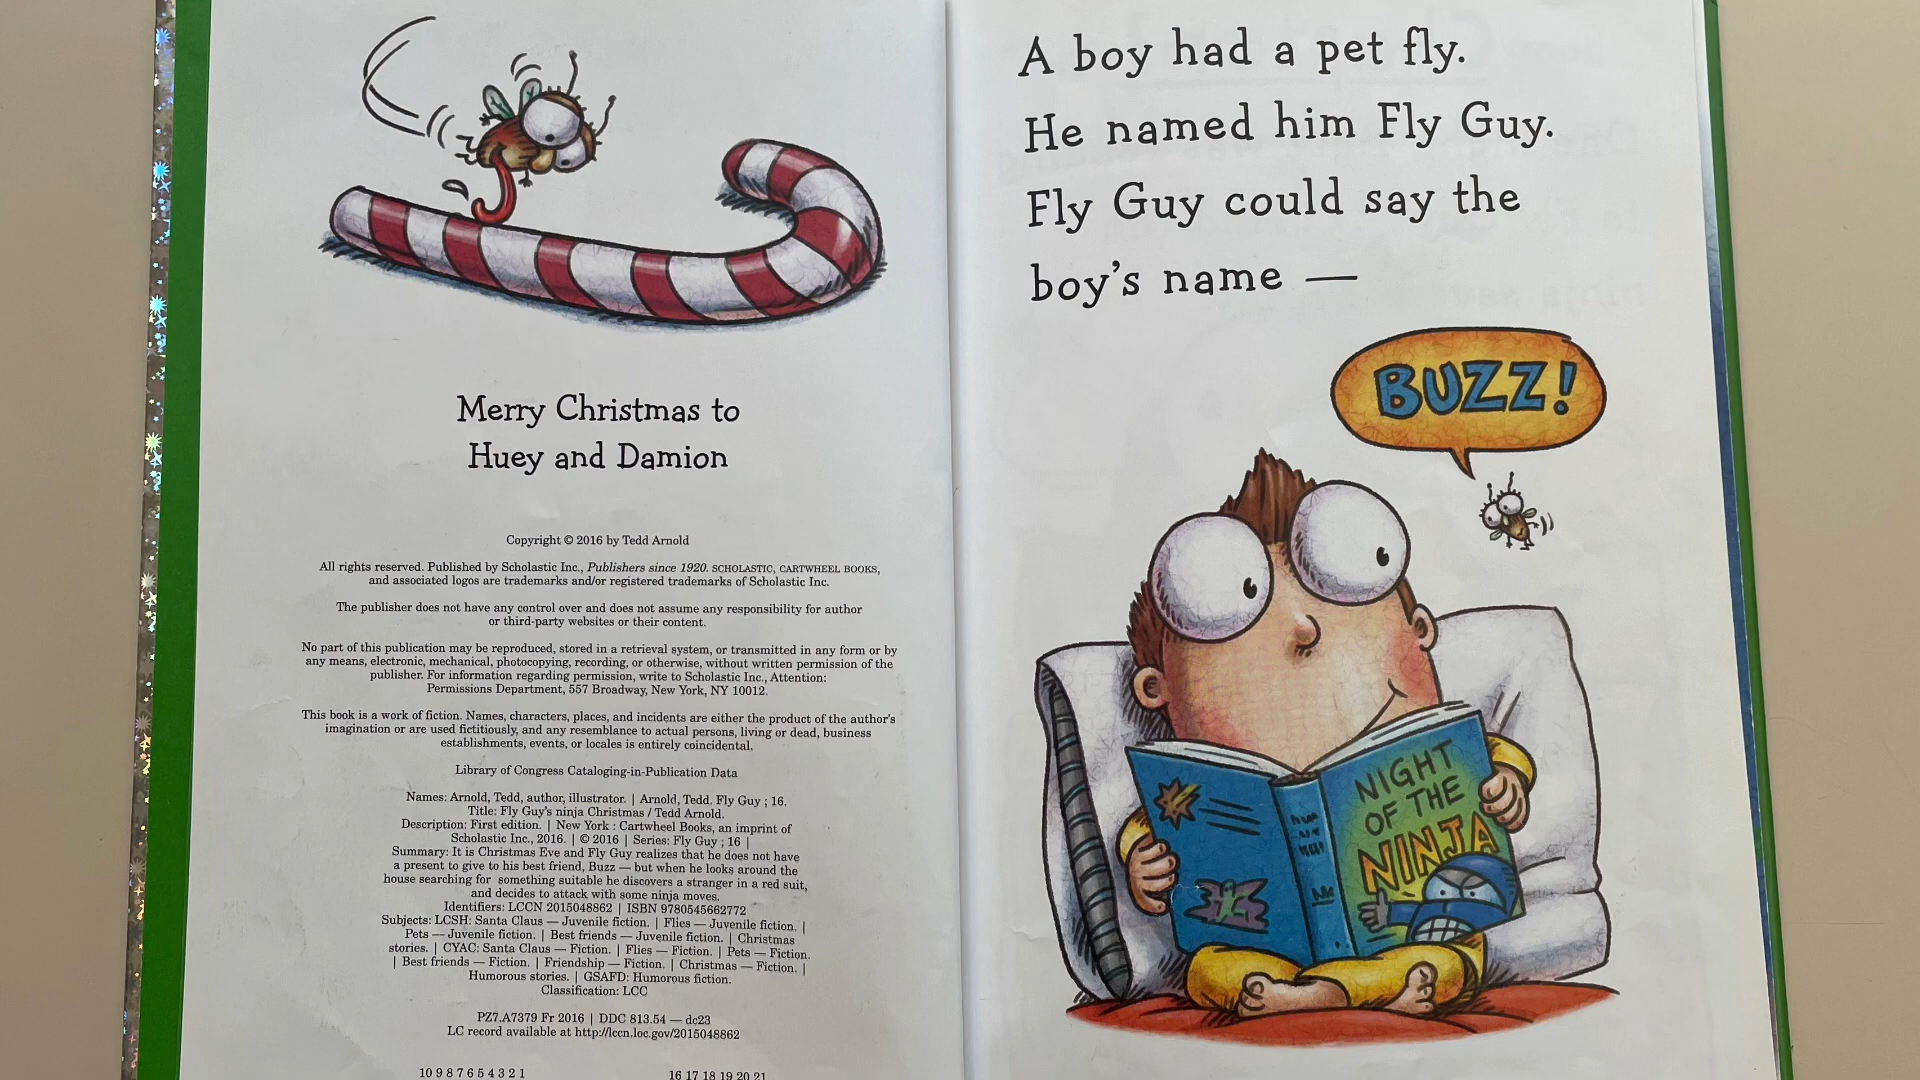 Merry Christmas to
Huey and Damion
Copyright © 2016 by Tedd Arnold
All rights reserved. Published by Scholastic Inc., Publishers since 1920. SCHOLASTIC, CARTWHEEL BOOKS,
and associated logos are trademarks and/or registered trademarks of Scholastic Inc.
The publisher does not have any control over and does not assume any responsibility for author
or third-party websites or their content.
No part of this publication may be reproduced, stored in a retrieval system, or transmitted in any form or by
any means, electronic, mechanical, photocopying, recording, or otherwise, without written permission of the
publisher. For information regarding permission, write to Scholastic Inc., Attention:
Permissions Department, 557 Broadway, New York, NY 10012.
This book is a work of fiction. Names, characters, places, and incidents are either the product of the author's
imagination or are used fictitiously, and any resemblance to actual persons, living or dead, business
establishments, events, or locales is entirely coincidental.
Library of Congress Cataloging-in-Publication Data
Names: Arnold, Tedd, author, illustrator. | Arnold, Tedd. Fly Guy ; 16.
Title: Fly Guy's ninja Christmas / Tedd Arnold.
Description: First edition. | New York : Cartwheel Books, an imprint of
Scholastic Inc., 2016. | © 2016 | Series: Fly Guy ; 16 |
Summary: It is Christmas Eve and Fly Guy realizes that he does not have
a present to give to his best friend, Buzz — but when he looks around the
house searching for something suitable he discovers a stranger in a red suit,
and decides to attack with some ninja moves.
Identifiers: LCCN 2015048862 | ISBN 9780545662772
Subjects: LCSH: Santa Claus — Juvenile fiction. | Flies — Juvenile fiction. |
Pets — Juvenile fiction. | Best friends — Juvenile fiction. | Christmas
stories. | CYAC: Santa Claus — Fiction. | Flies — Fiction. | Pets — Fiction.
| Best friends — Fiction. | Friendship — Fiction. | Christmas — Fiction. |
Humorous stories. | GSAFD: Humorous fiction.
Classification: LCC
PZ7.A7379 Fr 2016 | DDC 813.54 — dc23
LC record available at http://lccn.loc.gov/2015048862
10 9 8 7 6 5 4 3 2 1 16 17 18 19 20 21
A boy had a pet fly.
He named him Fly Guy.
Fly Guy could say the
boy's name —
BUZZ!
NIGHT
OF THE
NINJA